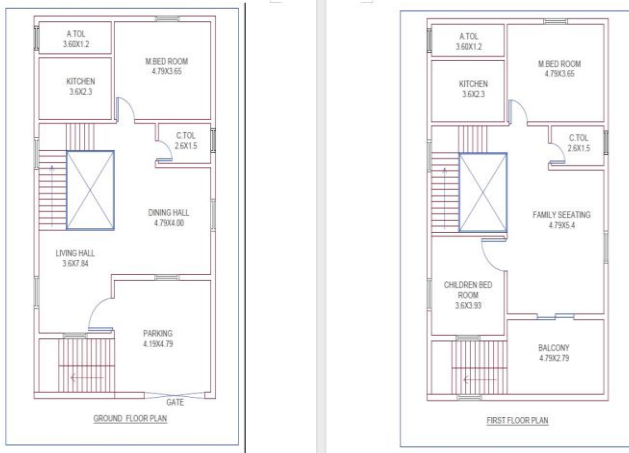 A.TOL
3.60X1.2
M.BED ROOM
4.79X3.65
KITCHEN
3.6X2.3
C.TOL
2.6X1.5
DINING HALL
4.79X4.00
LIVING HALL
3.6X7.84
PARKING
4.19X4.79
GATE
GROUND FLOOR PLAN
A.TOL
3.60X1.2
M.BED ROOM
4.79X3.65
KITCHEN
3.6X2.3
C.TOL
2.6X1.5
FAMILY SEEATING
4.79X5.4
CHILDREN BED
ROOM
3.6X3.93
BALCONY
4.79X2.79
FIRST FLOOR PLAN